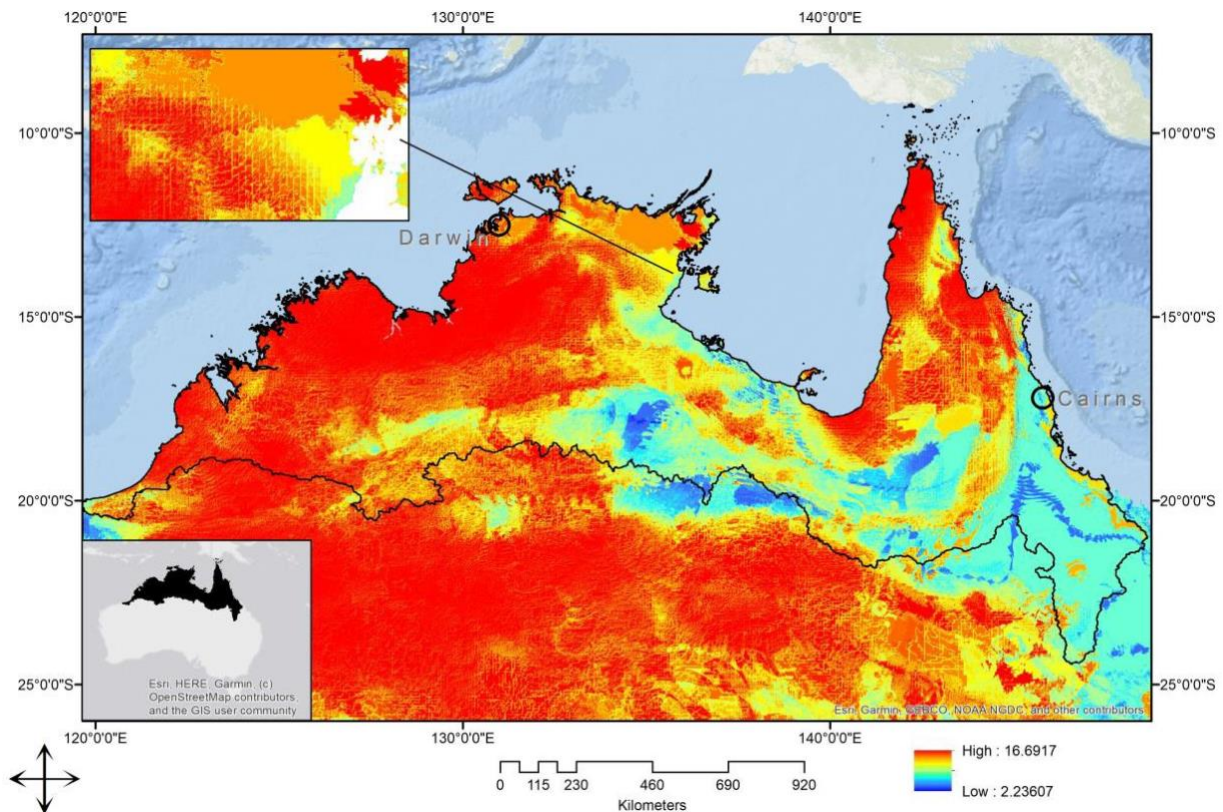 120°0'0"E 130°0'0"E 140°0'0"E
10°0'0"S 10°0'0"S
Darwin
15°0'0"S 15°0'0"S
Cairns
20°0'0"S 20°0'0"S
25°0'0"S 25°0'0"S
Esri, HERE, Garmin, (c)
OpenStreetMap contributors,
and the GIS user community
Esri, Garmin, GEBCO, NOAA NGDC, and other contributors
120°0'0"E 130°0'0"E 140°0'0"E
High : 16.6917
Low : 2.23607
0 115 230 460 690 920
Kilometers